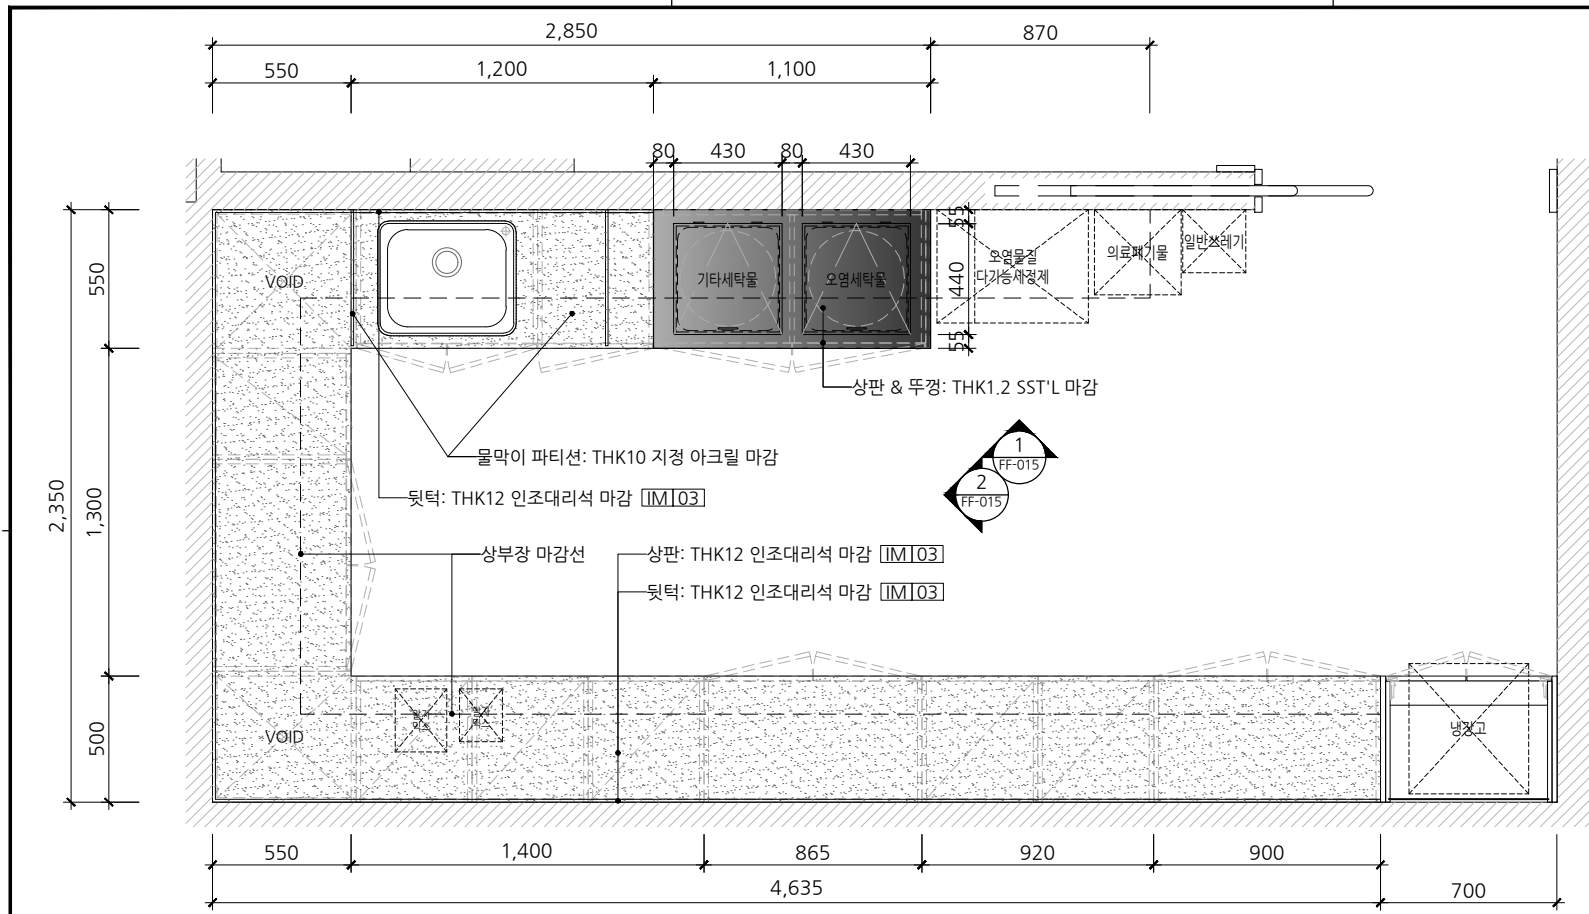 2,850
870
550
1,200
1,100
80
430
80
430
55
440
55
VOID
기타세탁물
오염세탁물
오염물질
다기능세정제
의료폐기물
일반쓰레기
550
상판 & 뚜껑: THK1.2 SST'L 마감
물막이 파티션: THK10 지정 아크릴 마감
뒷턱: THK12 인조대리석 마감 IM 03
1
FF-015
2
FF-015
2,350
1,300
상부장 마감선
상판: THK12 인조대리석 마감 IM 03
뒷턱: THK12 인조대리석 마감 IM 03
500
VOID
냉장고
550
1,400
865
920
900
4,635
700